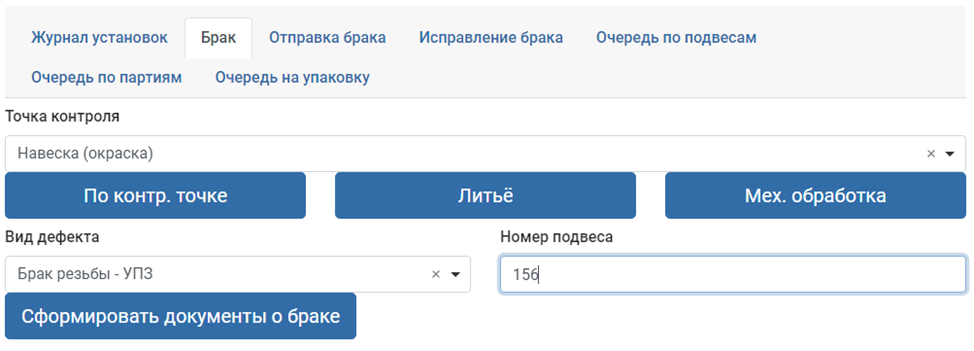 Журнал установок Брак Отправка брака Исправление брака Очередь по подвесам
Очередь по партиям Очередь на упаковку
Точка контроля
Навеска (окраска) ×
По контр. точке Литьё Мех. обработка
Вид дефекта Номер подвеса
Брак резьбы - УПЗ × 156
Сформировать документы о браке